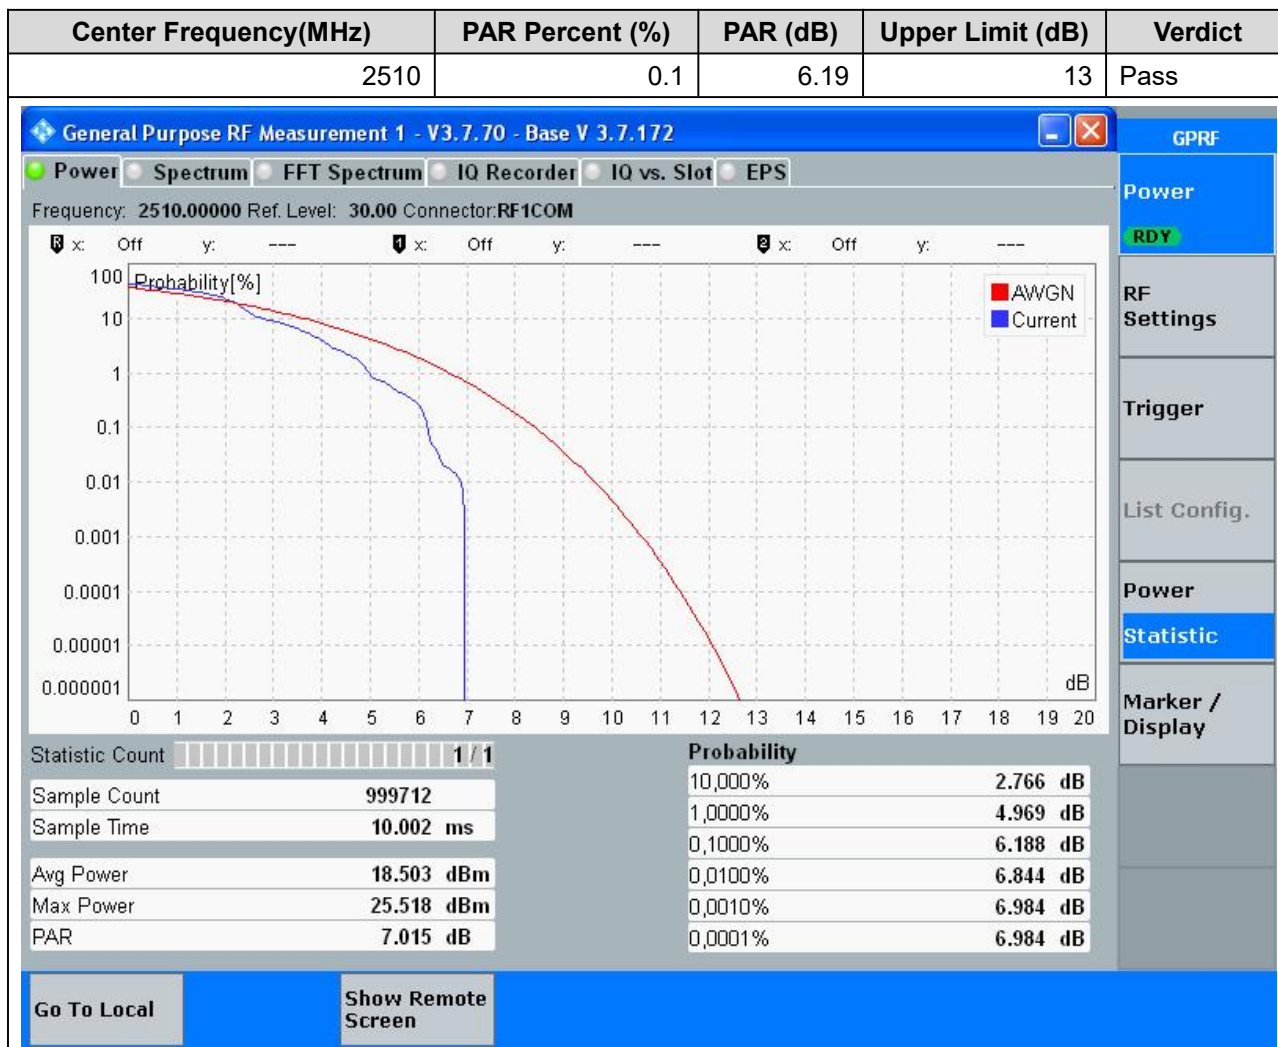 Center Frequency(MHz) PAR Percent (%) PAR (dB) Upper Limit (dB) Verdict
2510 0.1 6.19 13 Pass
General Purpose RF Measurement 1 - V3.7.70 - Base V 3.7.172
GPRF
Power Spectrum FFT Spectrum IQ Recorder IQ vs. Slot EPS
Frequency: 2510.00000 Ref. Level: 30.00 Connector:RF1COM
R x: Off y: --- 1 x: Off y: --- 2 x: Off y: ---
Probability[%]
AWGN
Current
100
10
1
0.1
0.01
0.001
0.0001
0.00001
0.000001
dB
0 1 2 3 4 5 6 7 8 9 10 11 12 13 14 15 16 17 18 19 20
Statistic Count 1 / 1
Sample Count 999712
Sample Time 10.002 ms
Avg Power 18.503 dBm
Max Power 25.518 dBm
PAR 7.015 dB
Probability
10,000% 2.766 dB
1,0000% 4.969 dB
0,1000% 6.188 dB
0,0100% 6.844 dB
0,0010% 6.984 dB
0,0001% 6.984 dB
Power
RDY
RF
Settings
Trigger
List Config.
Power
Statistic
Marker /
Display
Go To Local
Show Remote
Screen